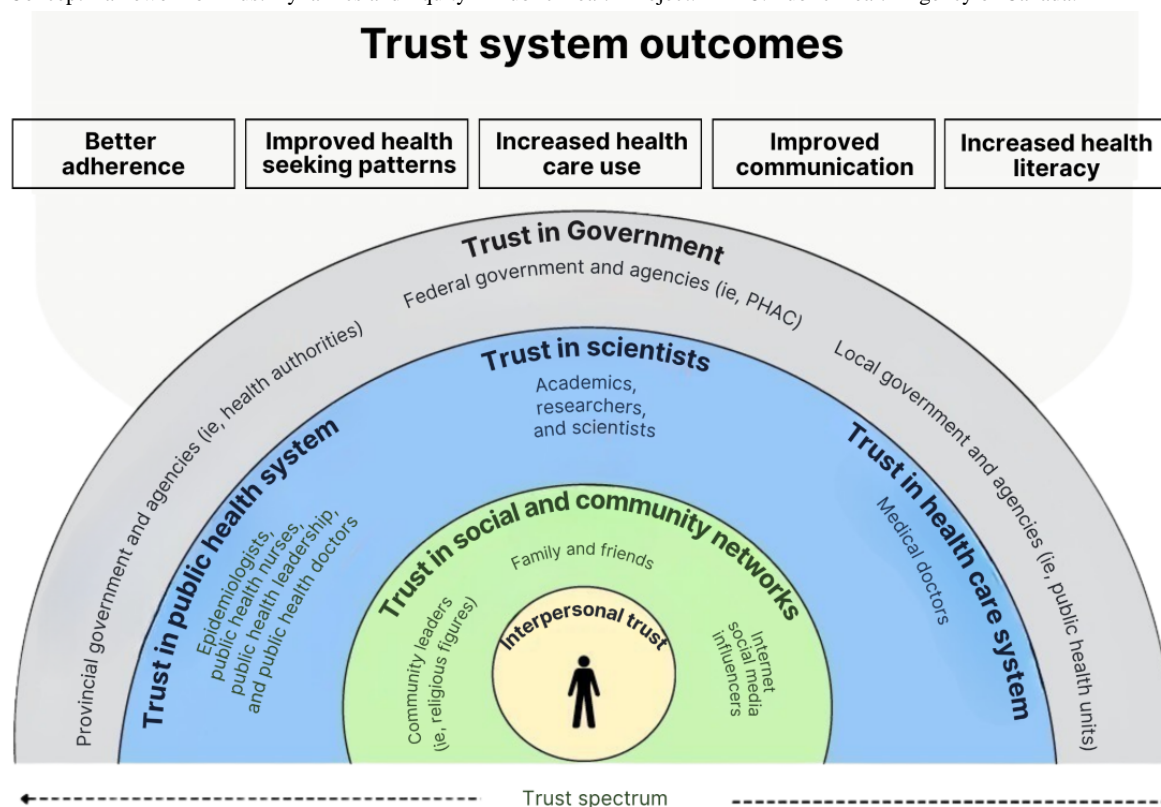 Trust system outcomes
Better
adherence
Improved health
seeking patterns
Increased health
care use
Improved
communication
Increased health
literacy
Trust in Government
Federal government and agencies (ie, PHAC)
Provincial government and agencies (ie, health authorities)
Local government and agencies (ie, public health units)
Trust in scientists
Academics,
researchers,
and scientists
Trust in public health system
Epidemiologists,
public health nurses,
public health leadership,
and public health doctors
Trust in health care system
Medical doctors
Trust in social and community networks
Family and friends
Community leaders
(ie, religious figures)
Internet
social media
influencers
Interpersonal trust
Trust spectrum